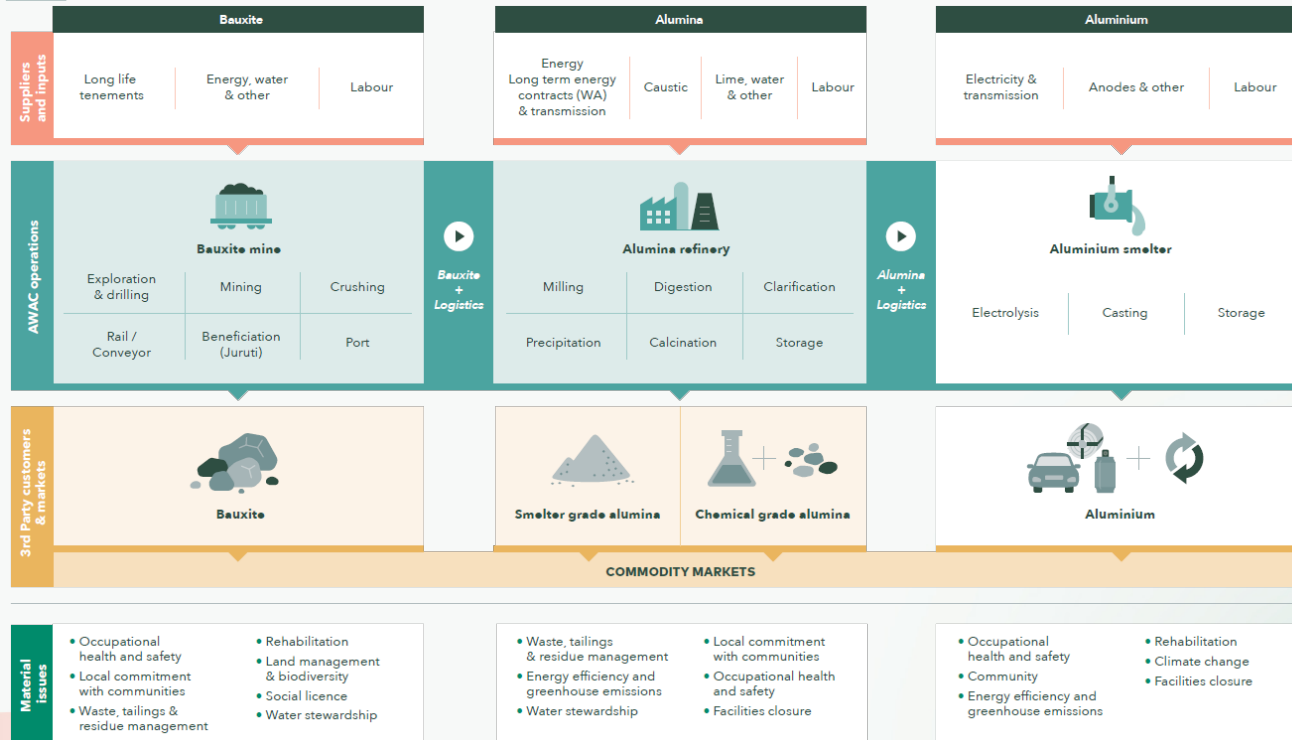 Bauxite
Alumina
Aluminium
Suppliers
and inputs
Long life
tenements
Energy, water
& other
Labour
Energy
Long term energy
contracts (WA)
& transmission
Caustic
Lime, water
& other
Labour
Electricity &
transmission
Anodes & other
Labour
AWAC operations
Bauxite mine
Exploration
& drilling
Mining
Crushing
Rail /
Conveyor
Beneficiation
(Juruti)
Port
Bauxite
+
Logistics
Alumina refinery
Milling
Digestion
Clarification
Precipitation
Calcination
Storage
Alumina
+
Logistics
Aluminium smelter
Electrolysis
Casting
Storage
3rd Party customers
& markets
Bauxite
Smelter grade alumina
Chemical grade alumina
Aluminium
COMMODITY MARKETS
Material
issues
• Occupational
health and safety
• Local commitment
with communities
• Waste, tailings &
residue management
• Rehabilitation
• Land management
& biodiversity
• Social licence
• Water stewardship
• Waste, tailings
& residue management
• Energy efficiency and
greenhouse emissions
• Water stewardship
• Local commitment
with communities
• Occupational health
and safety
• Facilities closure
• Occupational
health and safety
• Community
• Energy efficiency and
greenhouse emissions
• Rehabilitation
• Climate change
• Facilities closure